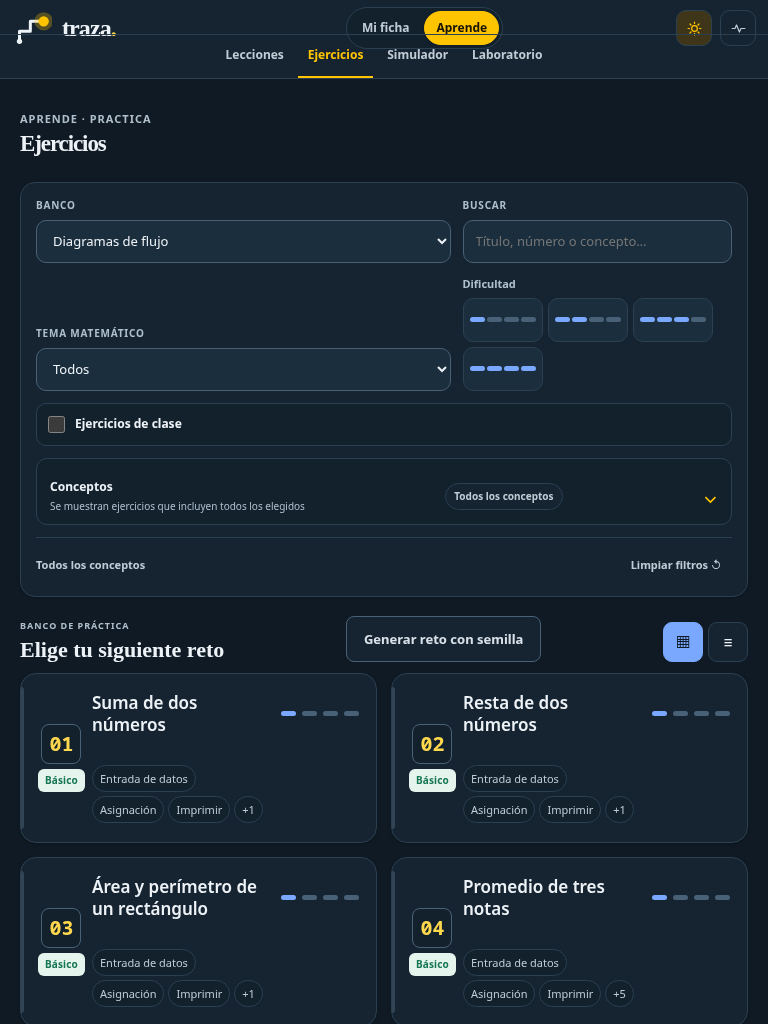 traza.
Mi ficha
Aprende
Lecciones
Ejercicios
Simulador
Laboratorio
APRENDE · PRACTICA
Ejercicios
BANCO
BUSCAR
Diagramas de flujo
Título, número o concepto...
Dificultad
TEMA MATEMÁTICO
Todos
Ejercicios de clase
Conceptos
Se muestran ejercicios que incluyen todos los elegidos
Todos los conceptos
Todos los conceptos
Limpiar filtros
BANCO DE PRÁCTICA
Elige tu siguiente reto
Generar reto con semilla
Suma de dos
números
01
Básico
Entrada de datos
Asignación
Imprimir
+1
Resta de dos
números
02
Básico
Entrada de datos
Asignación
Imprimir
+1
Área y perímetro de
un rectángulo
03
Básico
Entrada de datos
Asignación
Imprimir
+1
Promedio de tres
notas
04
Básico
Entrada de datos
Asignación
Imprimir
+5